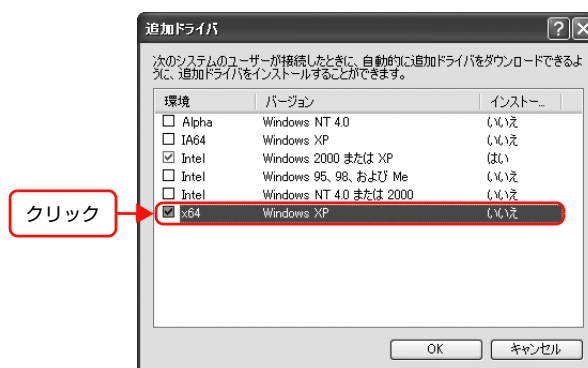 追加ドライバ
次のシステムのユーザーが接続したときに、自動的に追加ドライバをダウンロードできるよ
うに、追加ドライバをインストールすることができます。
環境 バージョン インストー...
Alpha Windows NT 4.0 いいえ
IA64 Windows XP いいえ
Intel Windows 2000 または XP はい
Intel Windows 95、98、および Me いいえ
Intel Windows NT 4.0 または 2000 いいえ
クリック
x64 Windows XP いいえ
OK キャンセル